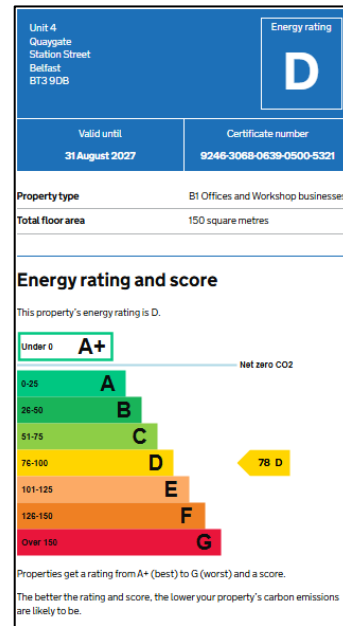 Unit 4
Quaygate
Station Street
Belfast
BT3 9DB
Energy rating
D
Valid until
31 August 2027
Certificate number
9246-3068-0639-0500-5321
Property type
B1 Offices and Workshop businesses
Total floor area
150 square metres
Energy rating and score
This property's energy rating is D.
Under 0 A+
Net zero CO2
0-25 A
26-50 B
51-75 C
76-100 D
78 D
101-125 E
126-150 F
Over 150 G
Properties get a rating from A+ (best) to G (worst) and a score.
The better the rating and score, the lower your property's carbon emissions
are likely to be.